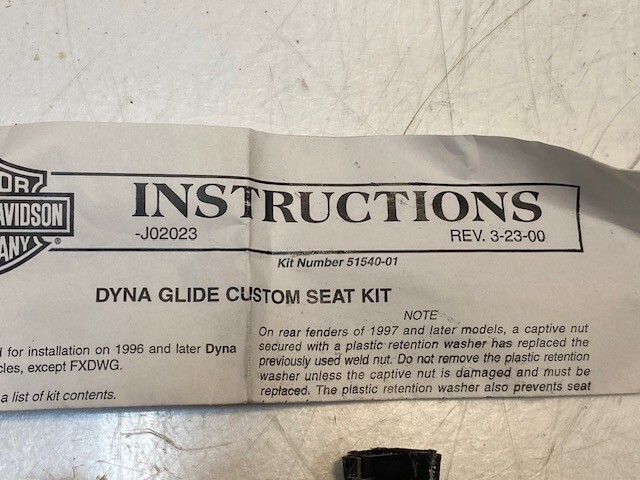 OR
AVIDSON
ANY
®
INSTRUCTIONS
-J02023
REV. 3-23-00
Kit Number 51540-01
DYNA GLIDE CUSTOM SEAT KIT
d for installation on 1996 and later Dyna
cles, except FXDWG.
a list of kit contents.
NOTE
On rear fenders of 1997 and later models, a captive nut
secured with a plastic retention washer has replaced the
previously used weld nut. Do not remove the plastic retention
washer unless the captive nut is damaged and must be
replaced. The plastic retention washer also prevents seat